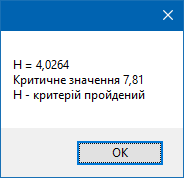 H = 4,0264
Критичне значення 7,81
Н - критерій пройдений
OK